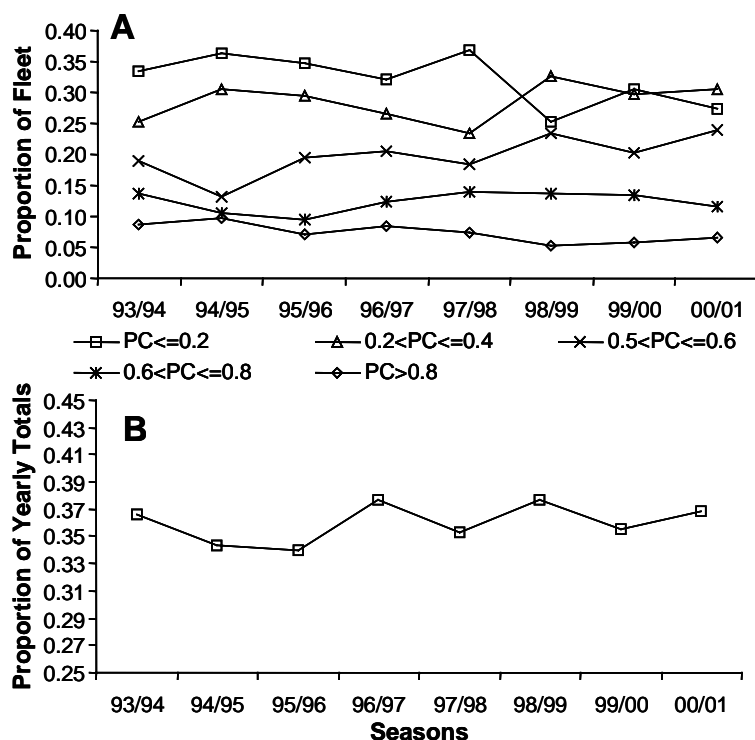 A
Proportion of Fleet
0.40
0.35
0.30
0.25
0.20
0.15
0.10
0.05
0.00
93/94 94/95 95/96 96/97 97/98 98/99 99/00 00/01
PC<=0.2 0.2<PC<=0.4 0.5<PC<=0.6
0.6<PC<=0.8 PC>0.8
B
Proportion of Yearly Totals
0.45
0.43
0.41
0.39
0.37
0.35
0.33
0.31
0.29
0.27
0.25
93/94 94/95 95/96 96/97 97/98 98/99 99/00 00/01
Seasons